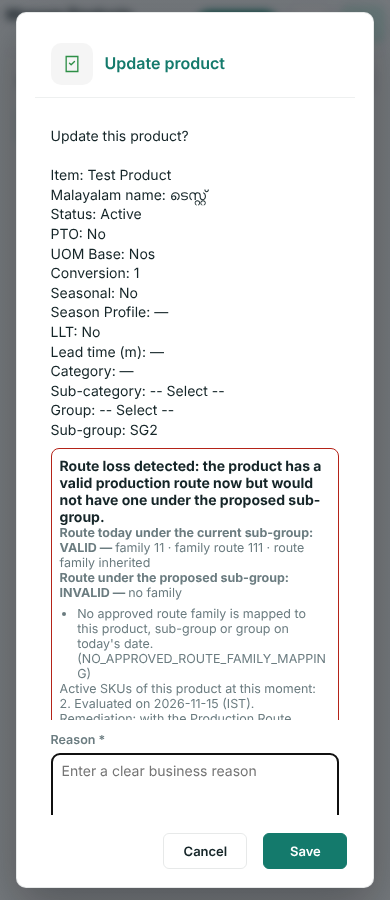 Update product
Update this product?
Item: Test Product
Malayalam name: ടെസ്റ്റ്
Status: Active
PTO: No
UOM Base: Nos
Conversion: 1
Seasonal: No
Season Profile: —
LLT: No
Lead time (m): —
Category: —
Sub-category: -- Select --
Group: -- Select --
Sub-group: SG2
Route loss detected: the product has a
valid production route now but would
not have one under the proposed sub-
group.
Route today under the current sub-group:
VALID — family 11 · family route 111 · route
family inherited
Route under the proposed sub-group:
INVALID — no family
• No approved route family is mapped to
this product, sub-group or group on
today's date.
(NO_APPROVED_ROUTE_FAMILY_MAPPIN
G)
Active SKUs of this product at this moment:
2. Evaluated on 2026-11-15 (IST).
Remediation: with the Production Route
Reason *
Enter a clear business reason
Cancel
Save